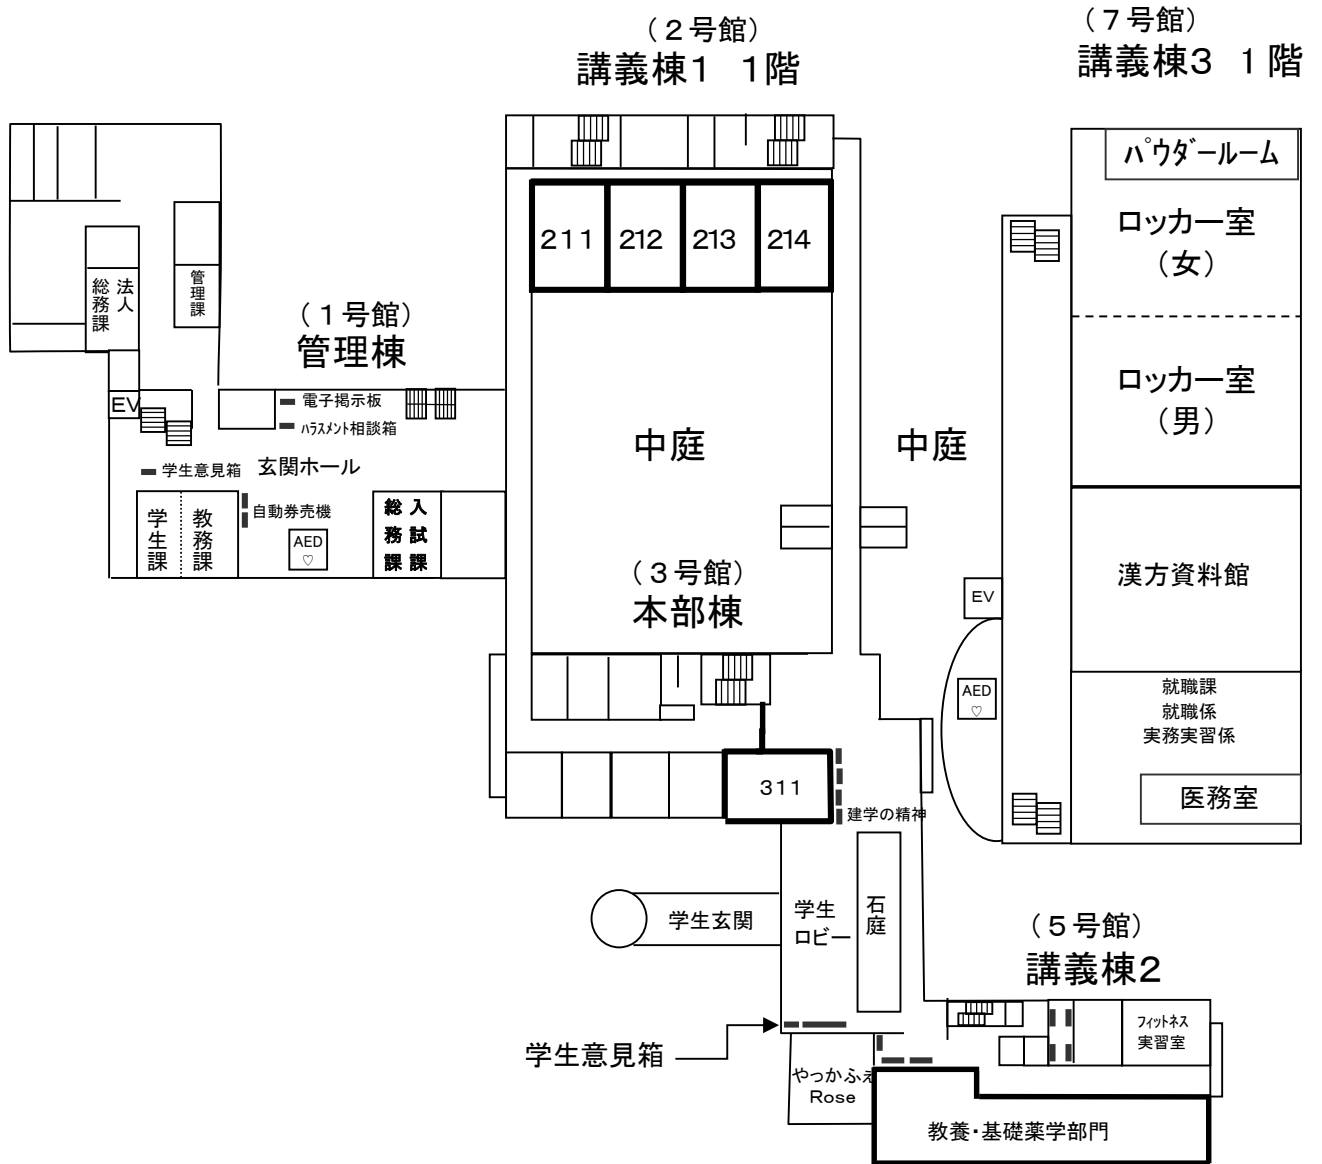 （２号館）
講義棟１　１階
（７号館）
講義棟３　１階
パウダールーム
ロッカー室
（女）
ロッカー室
（男）
漢方資料館
就職課
就職係
実務実習係
医務室
EV
AED
♡
211
212
213
214
中庭
中庭
（１号館）
管理棟
法人
総務課
管理課
EV
電子掲示板
ハラスメント相談箱
学生意見箱
玄関ホール
学生課
教務課
自動券売機
AED
♡
入試課
総務課
（３号館）
本部棟
311
建学の精神
学生玄関
学生
ロビー
石庭
学生意見箱
やっかふぇ
Rose
（５号館）
講義棟２
フィットネス
実習室
教養・基礎薬学部門